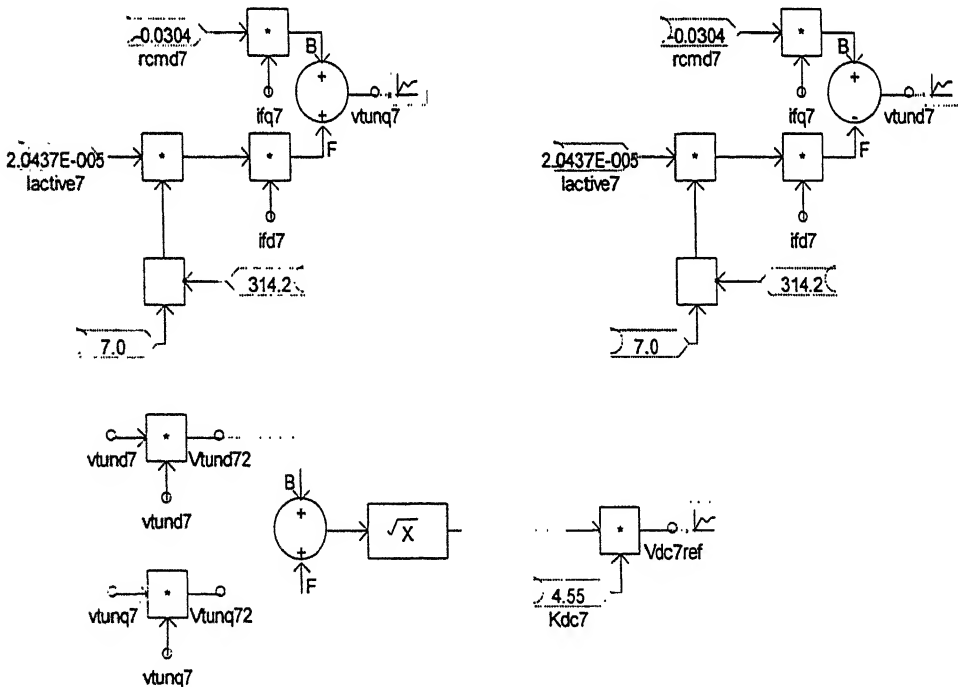 -0.0304
*
B
rcmd7
+
+
ifq7
vtunq7
F
2.0437E-005
*
*
lactive7
ifd7
314.2
7.0
-0.0304
*
B
rcmd7
+
-
ifq7
vtund7
F
2.0437E-005
*
*
lactive7
ifd7
314.2
7.0
*
vtund7
Vtund72
vtund7
B
+
+
F
√X
*
Vdc7ref
4.55
Kdc7
*
vtunq7
Vtunq72
vtunq7